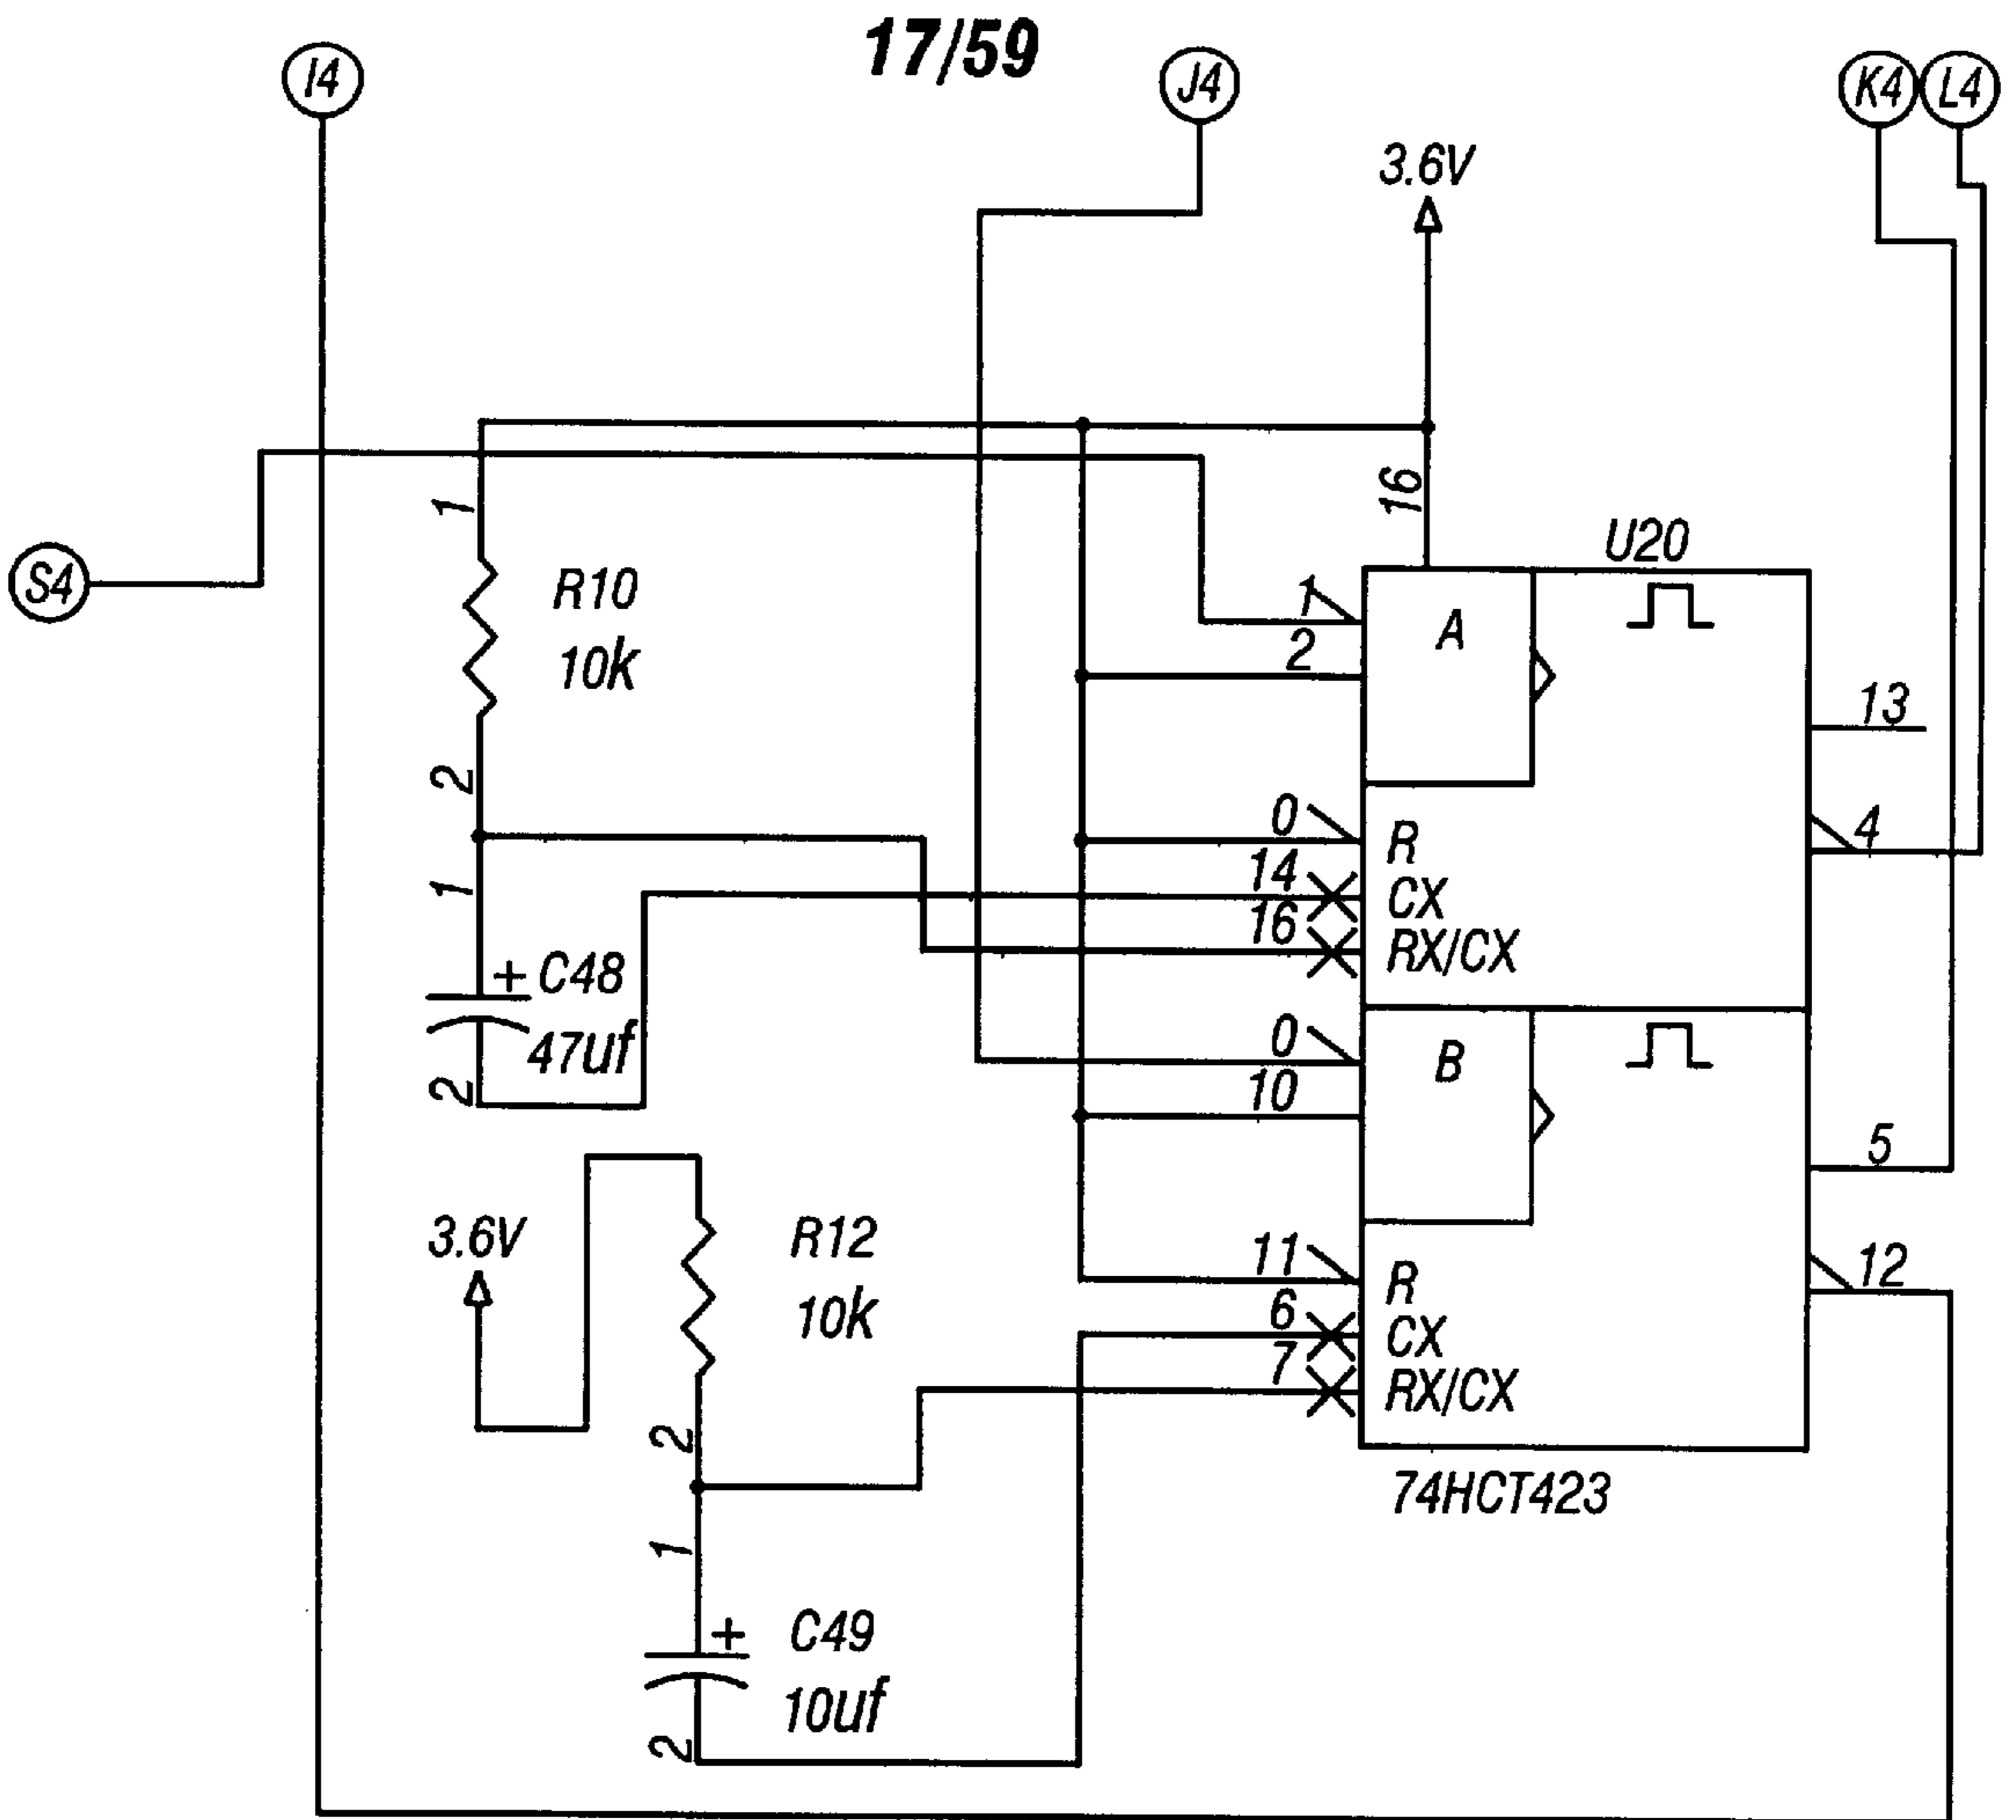 17/59
I4
J4
K4
L4
3.6V
16
S4
1
R10
10k
2
U20
1
2
A
13
0
R
4
14
CX
16
RX/CX
1
+ C48
47uf
2
0
10
B
5
3.6V
R12
10k
11
R
12
6
CX
7
RX/CX
2
74HCT423
1
+ C49
10uf
2